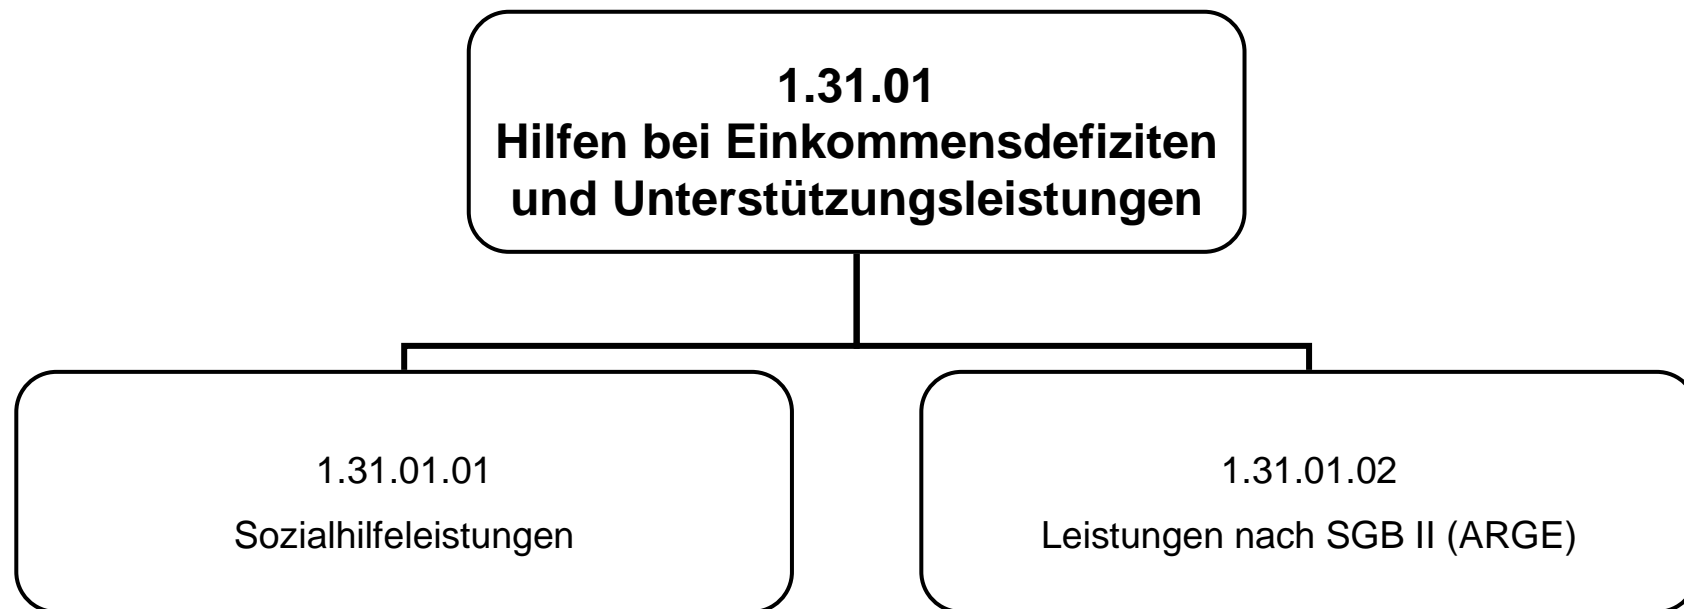 1.31.01
Hilfen bei Einkommensdefiziten
und Unterstützungsleistungen
1.31.01.01
Sozialhilfeleistungen
1.31.01.02
Leistungen nach SGB II (ARGE)